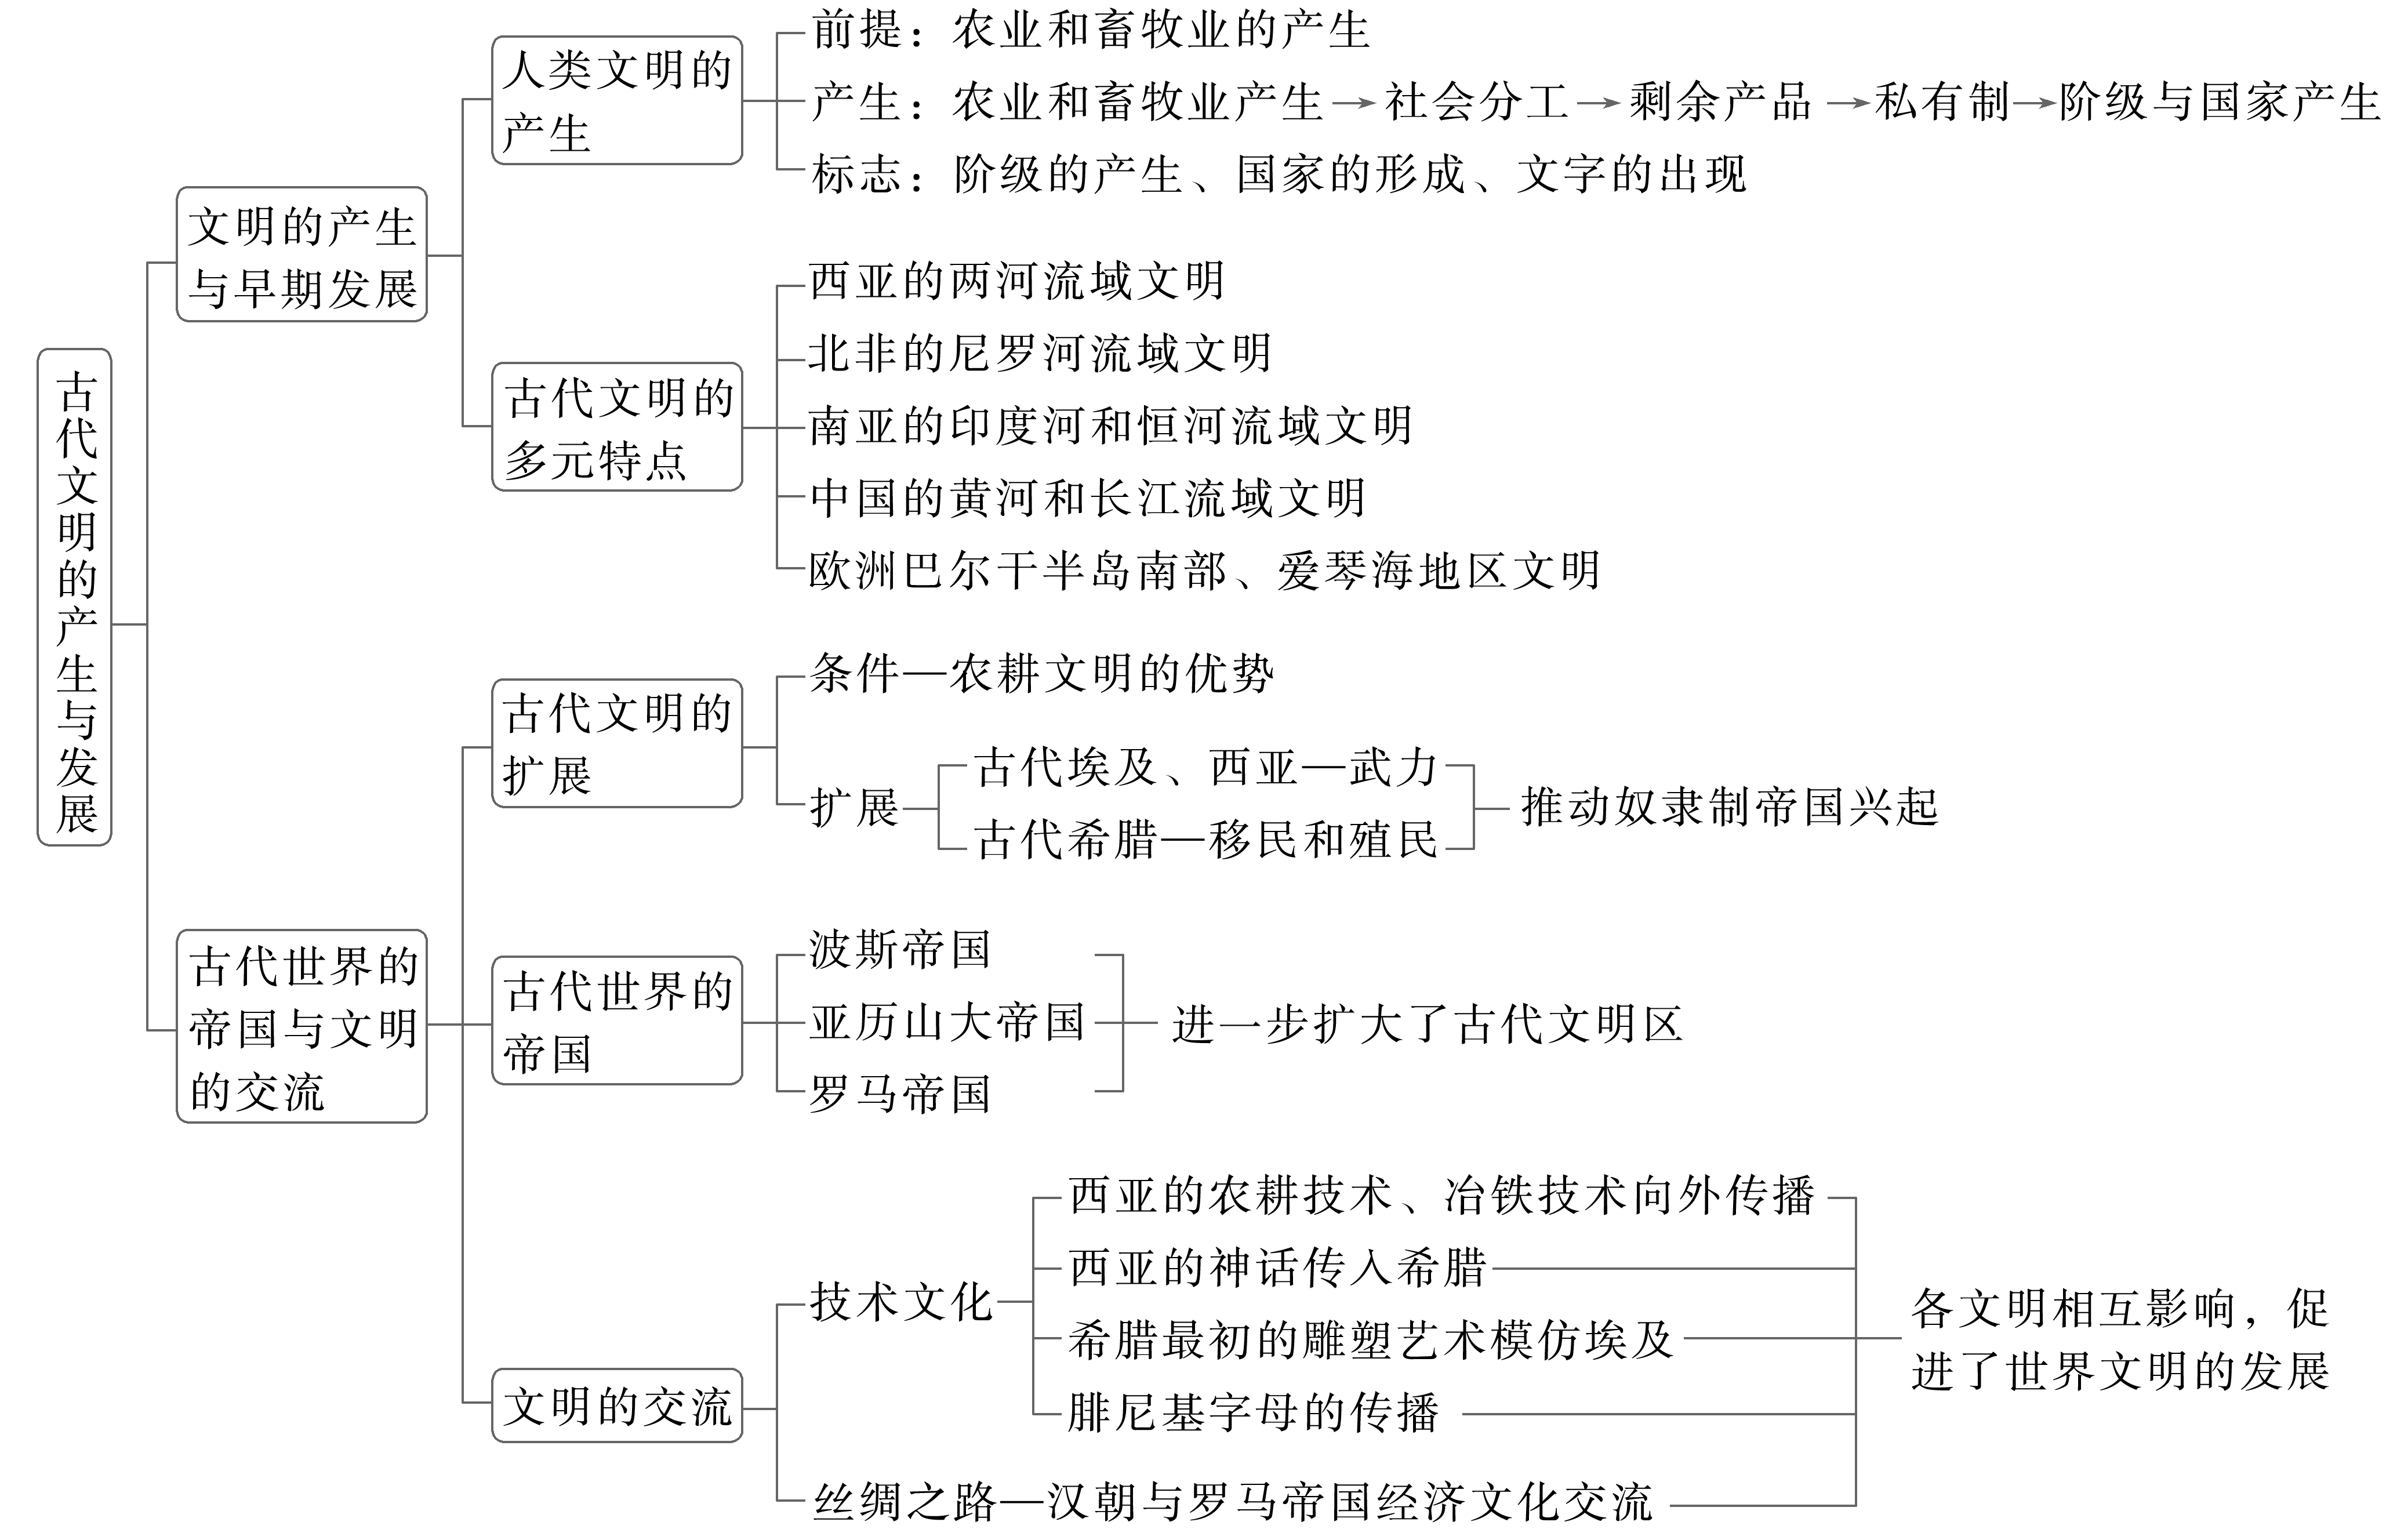 古代文明的产生与发展
文明的产生
与早期发展
人类文明的
产生
前提：农业和畜牧业的产生
产生：农业和畜牧业产生→社会分工→剩余产品→私有制→阶级与国家产生
标志：阶级的产生、国家的形成、文字的出现
古代文明的
多元特点
西亚的两河流域文明
北非的尼罗河流域文明
南亚的印度河和恒河流域文明
中国的黄河和长江流域文明
欧洲巴尔干半岛南部、爱琴海地区文明
古代世界的
帝国与文明
的交流
古代文明的
扩展
条件—农耕文明的优势
扩展
古代埃及、西亚—武力
古代希腊—移民和殖民
推动奴隶制帝国兴起
古代世界的
帝国
波斯帝国
亚历山大帝国
罗马帝国
进一步扩大了古代文明区
文明的交流
技术文化
西亚的农耕技术、冶铁技术向外传播
西亚的神话传入希腊
希腊最初的雕塑艺术模仿埃及
腓尼基字母的传播
丝绸之路—汉朝与罗马帝国经济文化交流
各文明相互影响，促
进了世界文明的发展